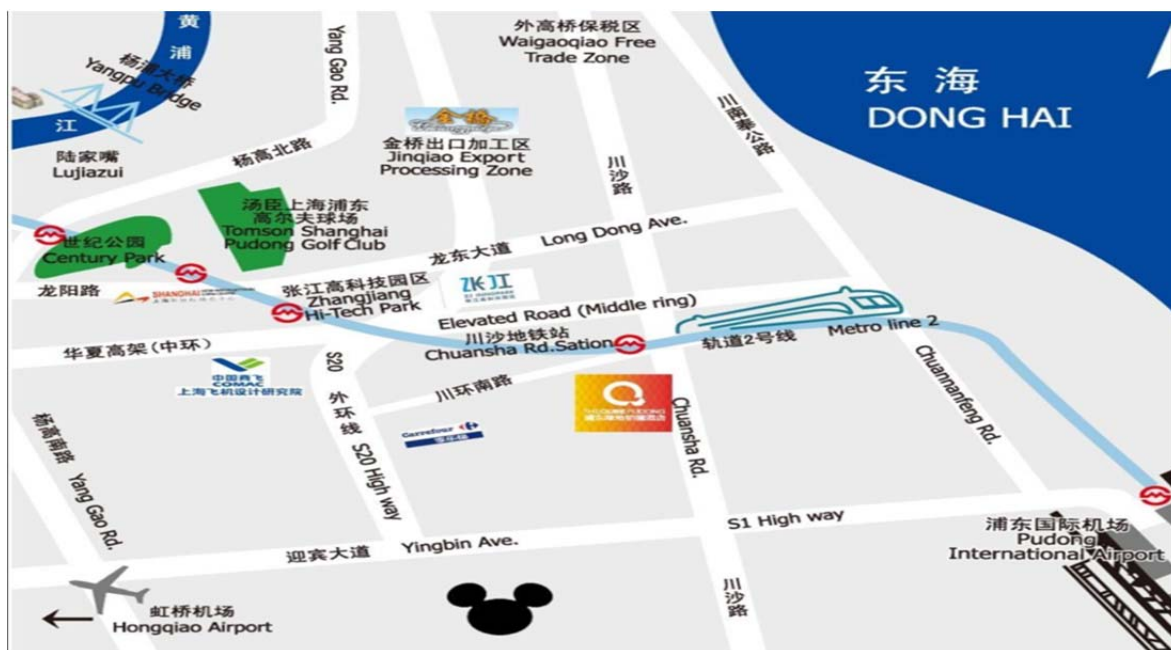 黄
浦
江
杨浦大桥
Yangpu Bridge
陆家嘴
Lujiazui
Yang Gao Rd.
杨高北路
外高桥保税区
Waigaoqiao Free
Trade Zone
东海
DONG HAI
金桥
金桥出口加工区
Jinqiao Export
Processing Zone
川南奉公路
川沙路
汤臣上海浦东
高尔夫球场
Tomson Shanghai
Pudong Golf Club
世纪公园
Century Park
龙东大道
Long Dong Ave.
龙阳路
SHANGHAI
张江高科技园区
Zhangjiang
Hi-Tech Park
张江
Elevated Road (Middle ring)
川沙地铁站
Chuansha Rd.Sation
轨道2号线
Metro line 2
华夏高架(中环)
中国商飞
COMAC
上海飞机设计研究院
S20
外环线
S20 High way
川环南路
Carrefour
家乐福
Q
THE QUBE PUDONG
Chuansha Rd.
Chuannanfeng Rd.
杨高南路
Yang Gao Rd.
S1 High way
浦东国际机场
Pudong
International Airport
迎宾大道
Yingbin Ave.
川沙路
虹桥机场
Hongqiao Airport